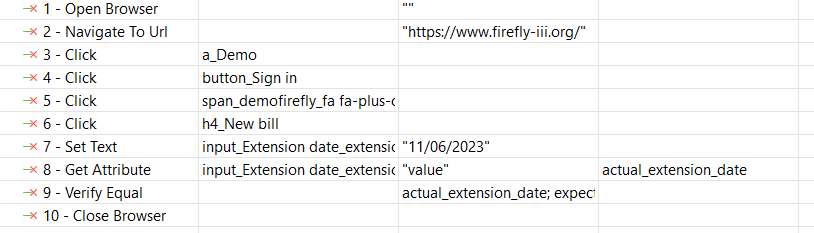 1 - Open Browser ""
2 - Navigate To Url "https://www.firefly-iii.org/"
3 - Click a_Demo
4 - Click button_Sign in
5 - Click span_demofirefly_fa fa-plus-c
6 - Click h4_New bill
7 - Set Text input_Extension date_extensic "11/06/2023"
8 - Get Attribute input_Extension date_extensic "value" actual_extension_date
9 - Verify Equal actual_extension_date; expect
10 - Close Browser